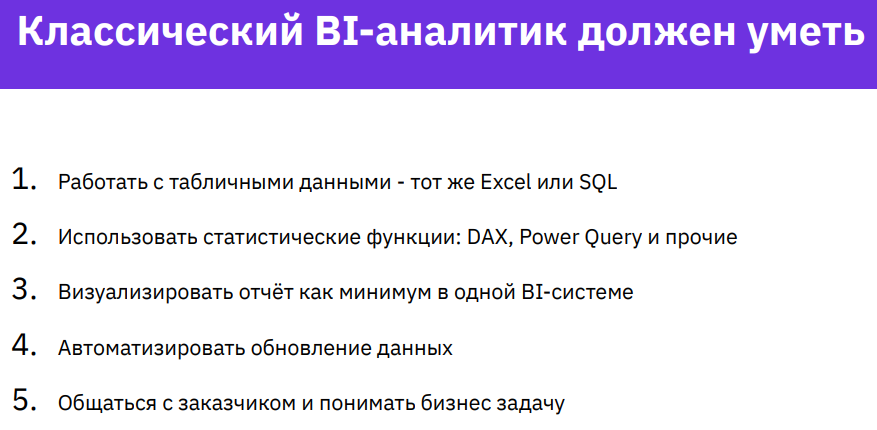 Классический BI-аналитик должен уметь
1. Работать с табличными данными - тот же Excel или SQL
2. Использовать статистические функции: DAX, Power Query и прочие
3. Визуализировать отчёт как минимум в одной BI-системе
4. Автоматизировать обновление данных
5. Общаться с заказчиком и понимать бизнес задачу